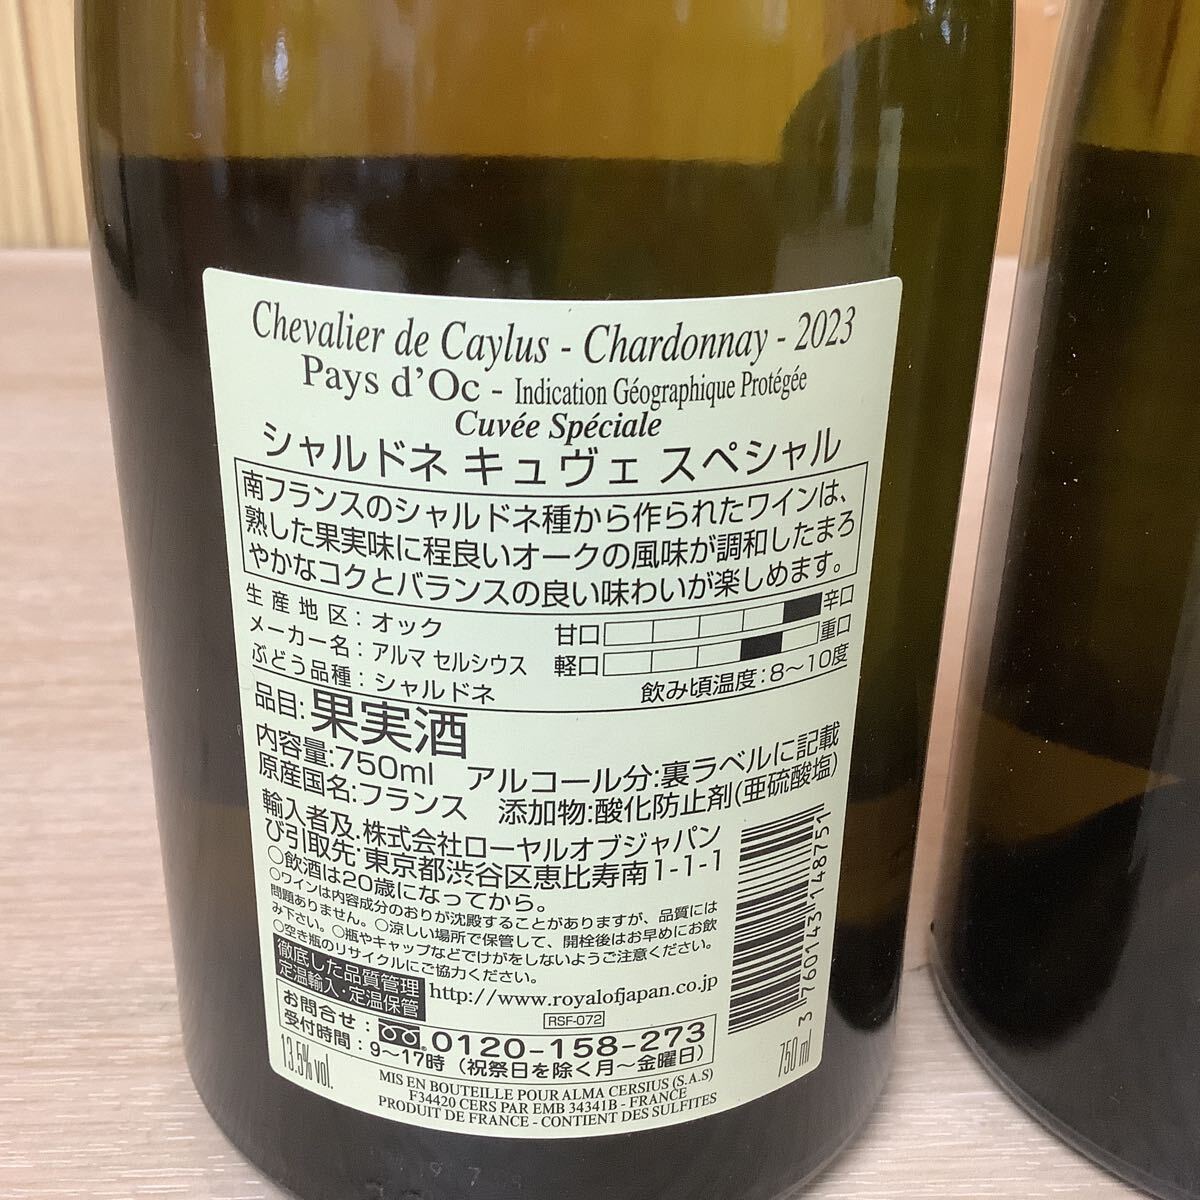 Chevalier de Caylus - Chardonnay - 2023
Pays d'Oc - Indication Géographique Protégée
Cuvée Spéciale
シャルドネ キュヴェ スペシャル
南フランスのシャルドネ種から作られたワインは、
熟した果実味に程良いオークの風味が調和したまろ
やかなコクとバランスの良い味わいが楽しめます。
生産地区：オック
甘口 辛口
メーカー名：アルマ セルシウス
軽口 重口
ぶどう品種：シャルドネ
飲み頃温度：8～10度
品目：果実酒
内容量：750ml アルコール分：裏ラベルに記載
原産国名：フランス 添加物：酸化防止剤(亜硫酸塩)
輸入者及 ．株式会社ローヤルオブジャパン
び引取先：東京都渋谷区恵比寿南1-1-1
○飲酒は20歳になってから。
○ワインは内容成分のおりが沈殿することがありますが、品質には
問題ありません。○涼しい場所で保管して、開栓後はお早めにお飲
み下さい。○瓶やキャップなどでけがをしないようご注意ください。
○空き瓶のリサイクルにご協力ください。
徹底した品質管理
定温輸入・定温保管
http://www.royalofjapan.co.jp
RSF-072
お問合せ： 0120-158-273
受付時間：9～17時（祝祭日を除く月～金曜日）
13.5% vol.
MIS EN BOUTEILLE POUR ALMA CERSIUS (S.A.S)
F34420 CERS PAR EMB 34341B - FRANCE
PRODUIT DE FRANCE - CONTIENT DES SULFITES
3 760143 148751
750 ml